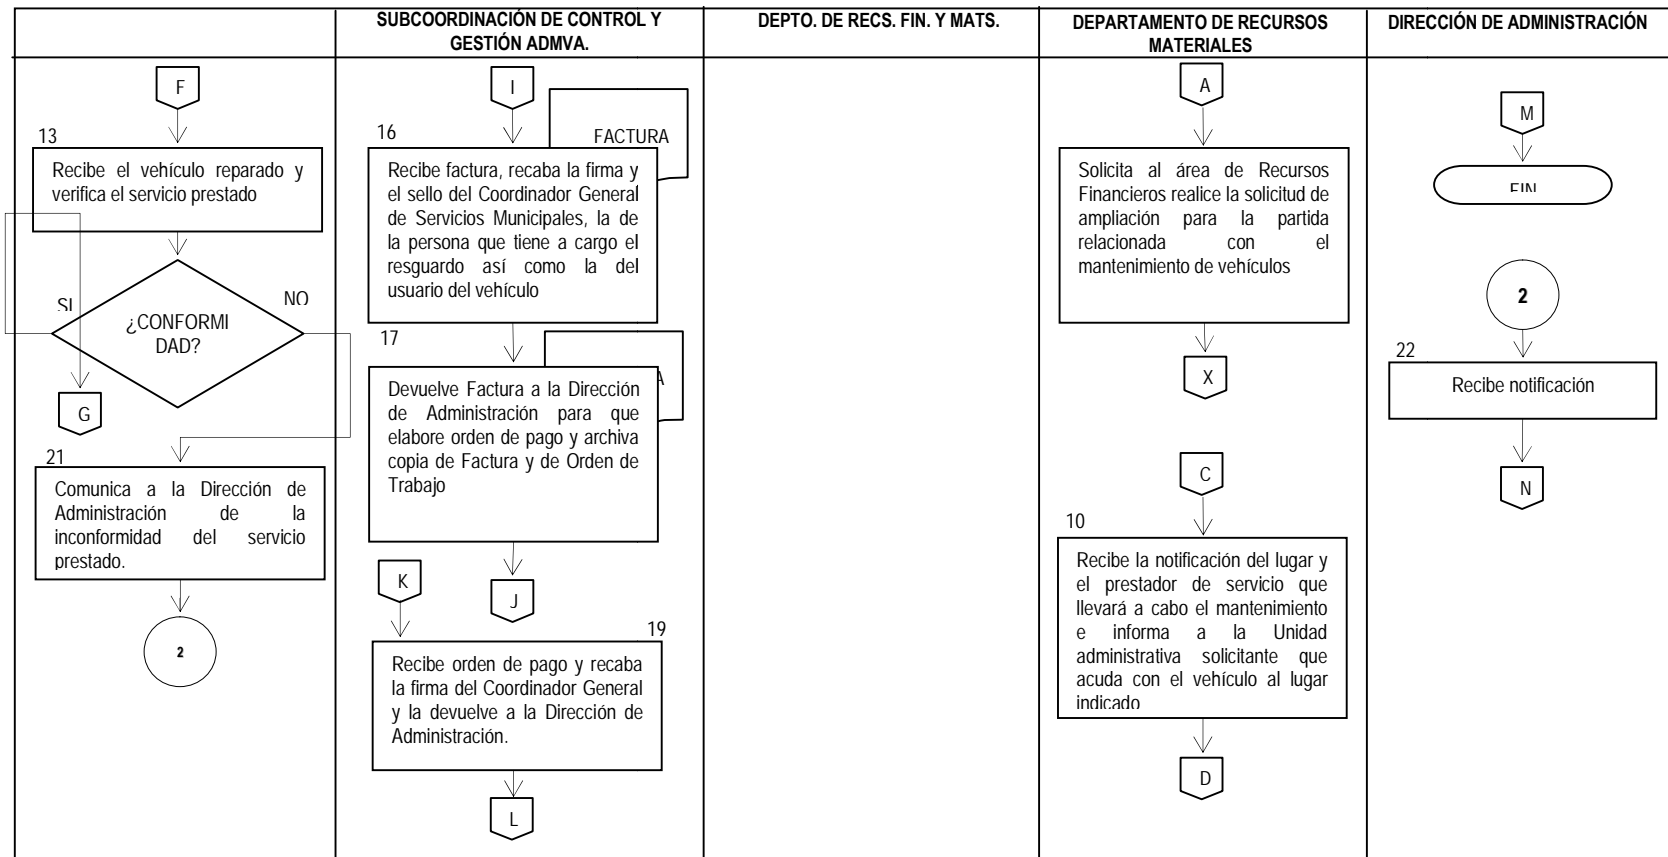 SUBCOORDINACIÓN DE CONTROL Y
GESTIÓN ADMVA.
DEPTO. DE RECS. FIN. Y MATS.
DEPARTAMENTO DE RECURSOS
MATERIALES
DIRECCIÓN DE ADMINISTRACIÓN
F
13
Recibe el vehículo reparado y
verifica el servicio prestado
SI
NO
¿CONFORMI
DAD?
G
21
Comunica a la Dirección de
Administración de la
inconformidad del servicio
prestado.
2
I
16
FACTURA
Recibe factura, recaba la firma y
el sello del Coordinador General
de Servicios Municipales, la de
la persona que tiene a cargo el
resguardo así como la del
usuario del vehículo
17
A
Devuelve Factura a la Dirección
de Administración para que
elabore orden de pago y archiva
copia de Factura y de Orden de
Trabajo
K
J
19
Recibe orden de pago y recaba
la firma del Coordinador General
y la devuelve a la Dirección de
Administración.
L
A
Solicita al área de Recursos
Financieros realice la solicitud de
ampliación para la partida
relacionada con el
mantenimiento de vehículos
X
C
10
Recibe la notificación del lugar y
el prestador de servicio que
llevará a cabo el mantenimiento
e informa a la Unidad
administrativa solicitante que
acuda con el vehículo al lugar
indicado
D
M
FIN
2
22
Recibe notificación
N